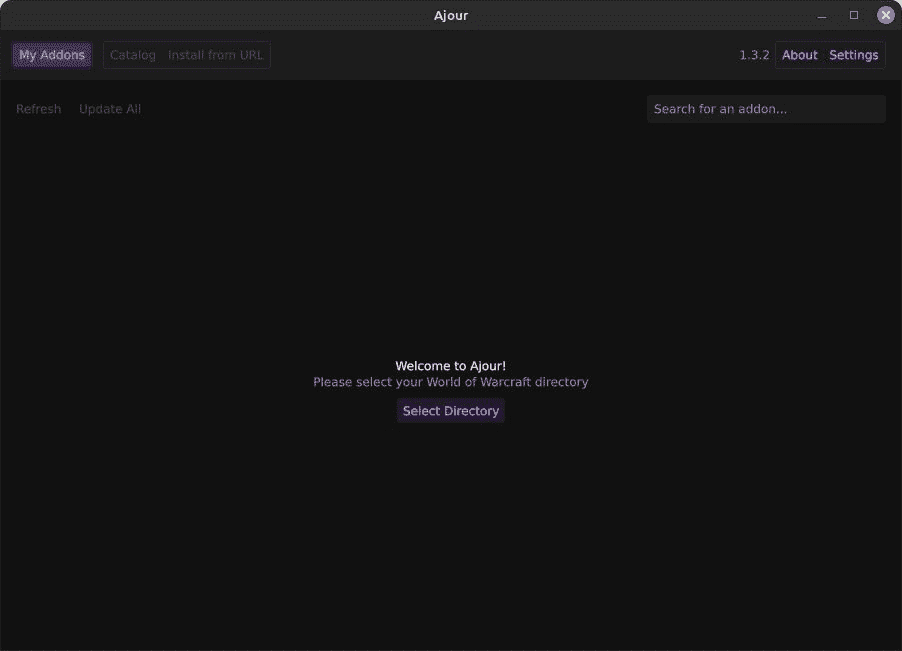 Ajour
My Addons Catalog Install from URL 1.3.2 About Settings
Refresh Update All Search for an addon...
Welcome to Ajour!
Please select your World of Warcraft directory
Select Directory